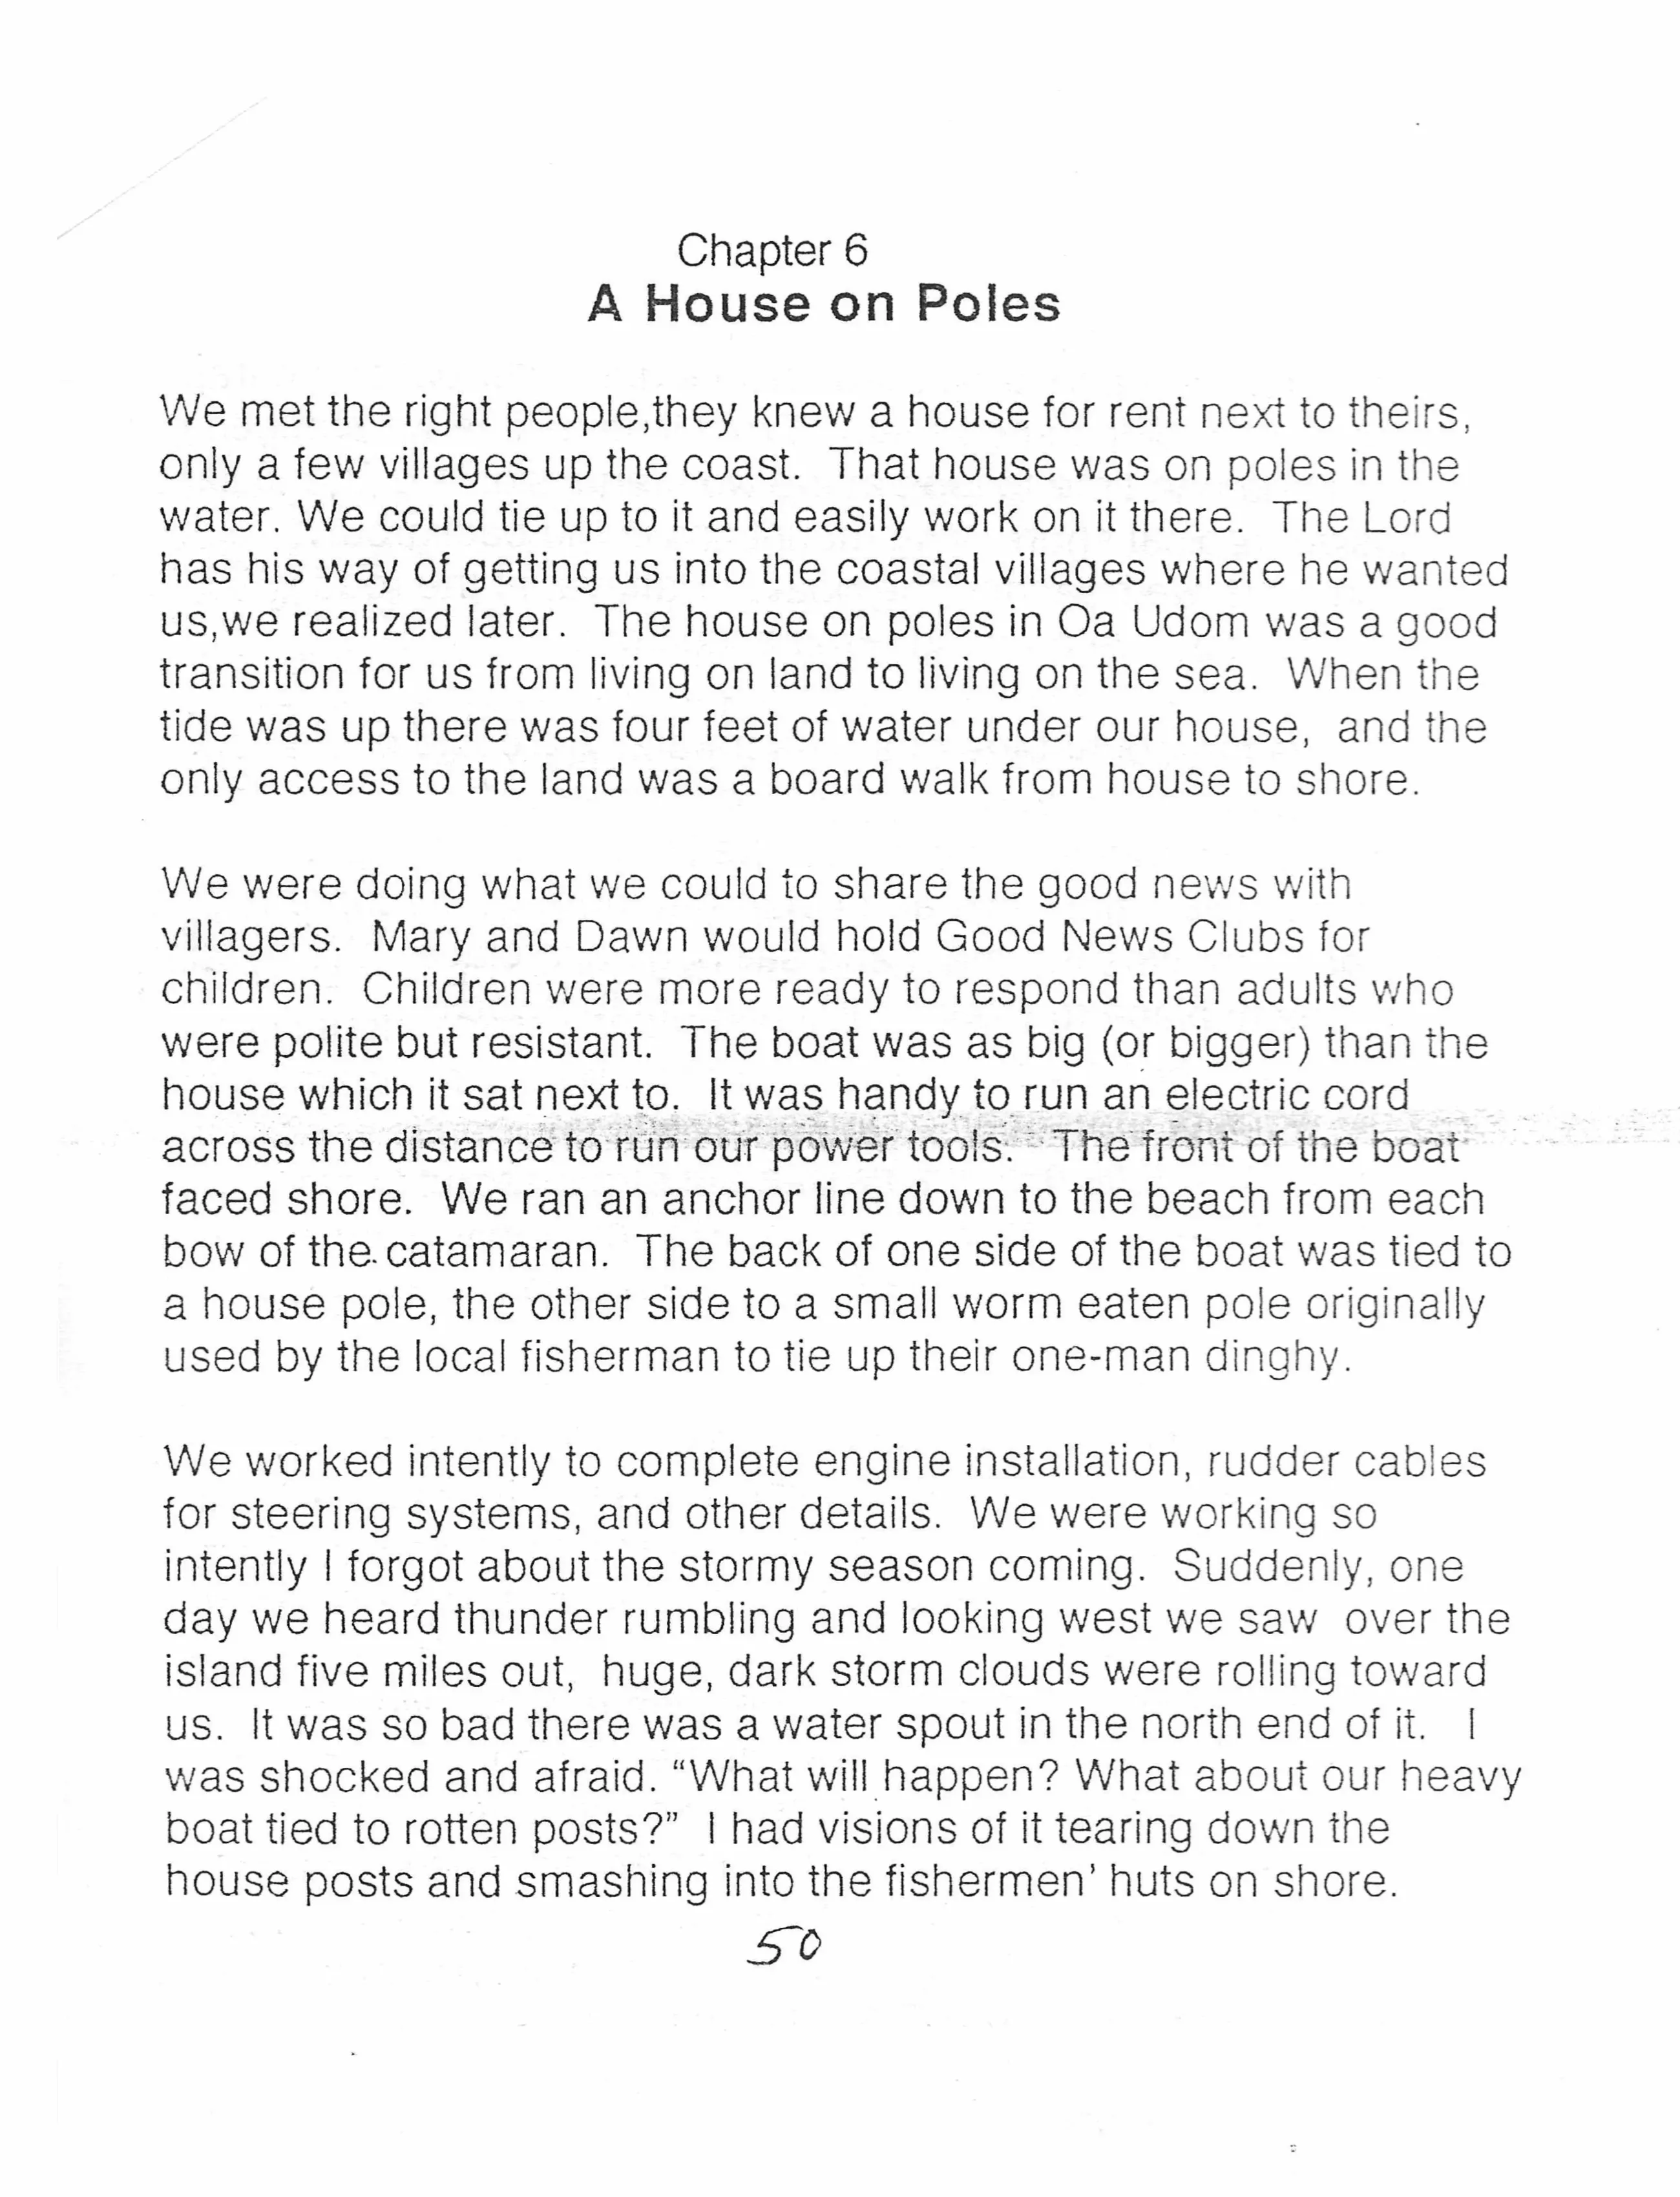 Chapter 6
A House on Poles
We met the right people,they knew a house for rent next to theirs,
only a few villages up the coast.  That house was on poles in the
water. We could tie up to it and easily work on it there.  The Lord
has his way of getting us into the coastal villages where he wanted
us,we realized later.  The house on poles in Oa Udom was a good
transition for us from living on land to living on the sea.  When the
tide was up there was four feet of water under our house,  and the
only access to the land was a board walk from house to shore.
We were doing what we could to share the good news with
villagers.  Mary and Dawn would hold Good News Clubs for
children.  Children were more ready to respond than adults who
were polite but resistant.  The boat was as big (or bigger) than the
house which it sat next to.  It was handy to run an electric cord
across the distance to run our power tools.  The front of the boat
faced shore.  We ran an anchor line down to the beach from each
bow of the catamaran.  The back of one side of the boat was tied to
a house pole, the other side to a small worm eaten pole originally
used by the local fisherman to tie up their one-man dinghy.
We worked intently to complete engine installation, rudder cables
for steering systems, and other details.  We were working so
intently I forgot about the stormy season coming.  Suddenly, one
day we heard thunder rumbling and looking west we saw  over the
island five miles out,  huge, dark storm clouds were rolling toward
us.  It was so bad there was a water spout in the north end of it.   I
was shocked and afraid. “What will happen? What about our heavy
boat tied to rotten posts?”  I had visions of it tearing down the
house posts and smashing into the fishermen’ huts on shore.
50